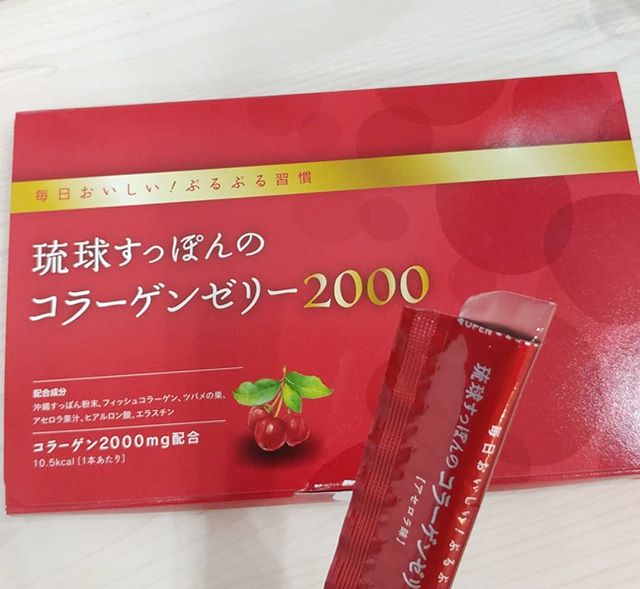 毎日おいしい!ぷるぷる習慣
琉球すっぽんの
コラーゲンゼリー2000
配合成分
沖縄すっぽん粉末、フィッシュコラーゲン、ツバメの巣、
アセロラ果汁、ヒアルロン酸、エラスチン
コラーゲン2000mg配合
10.5kcal [1本あたり]
OPEN
毎日おいしい!ぷるぷ
琉球すっぽんのコラーゲンゼリ
[アセロラ味]